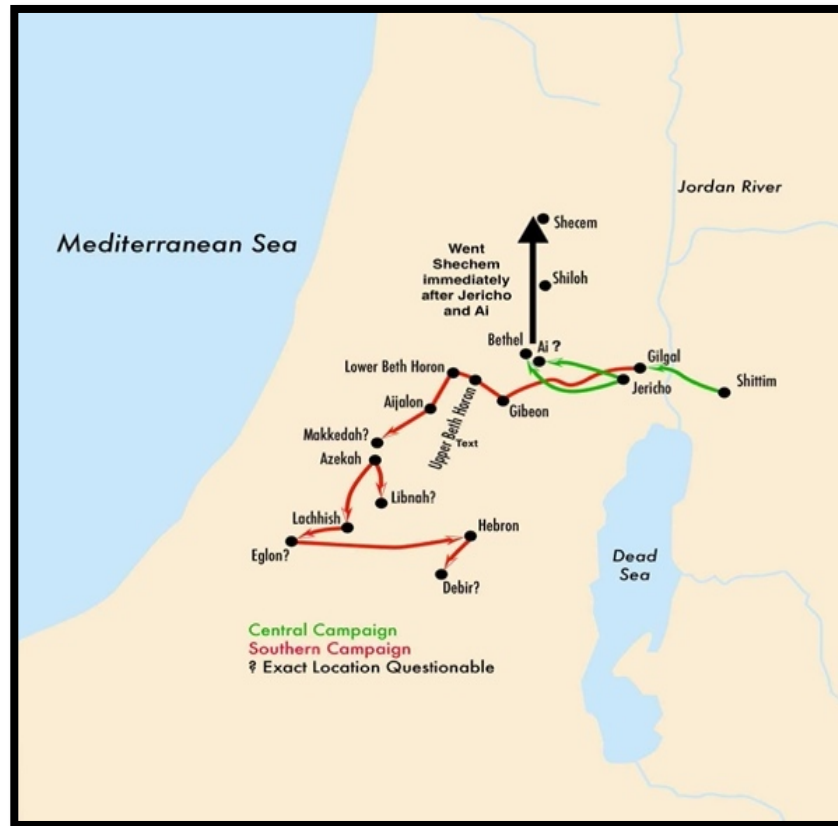 Jordan River
Mediterranean Sea
Shecem
Went
Shechem
immediately
after Jericho
and Ai
Shiloh
Bethel
Ai ?
Gilgal
Lower Beth Horon
Jericho
Shittim
Aijalon
Gibeon
Upper Beth Horon
Text
Makkedah?
Azekah
Libnah?
Lachhish
Hebron
Eglon?
Dead
Sea
Debir?
Central Campaign
Southern Campaign
? Exact Location Questionable